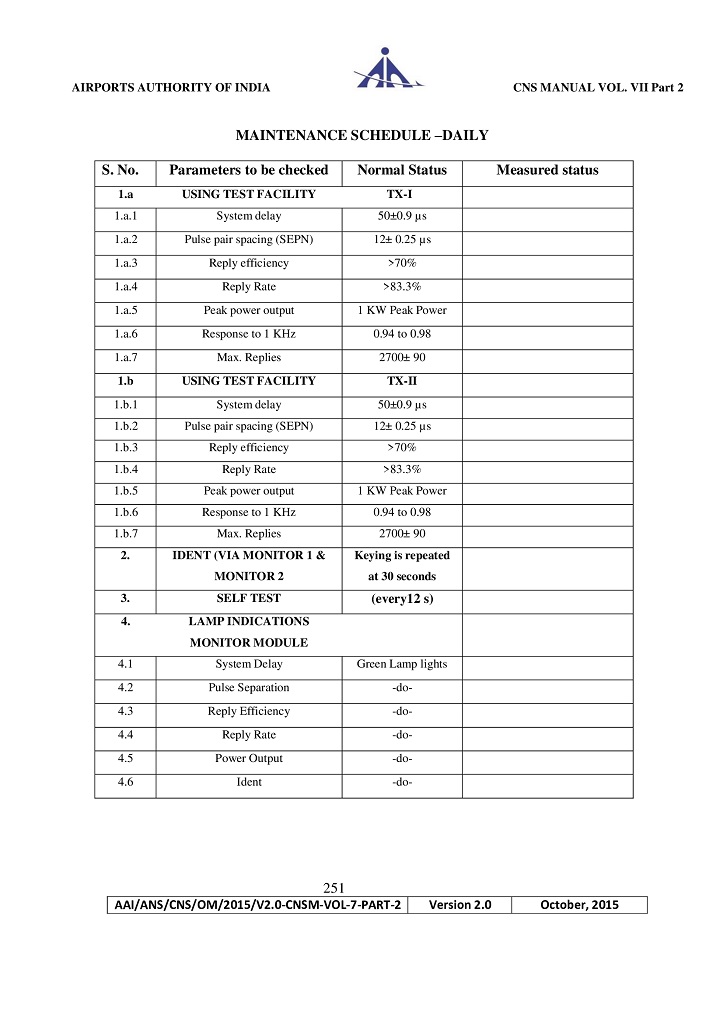 AIRPORTS AUTHORITY OF INDIA CNS MANUAL VOL. VII Part 2
MAINTENANCE SCHEDULE –DAILY
S. No. Parameters to be checked Normal Status Measured status
1.a USING TEST FACILITY TX-I
1.a.1 System delay 50±0.9 µs
1.a.2 Pulse pair spacing (SEPN) 12± 0.25 µs
1.a.3 Reply efficiency >70%
1.a.4 Reply Rate >83.3%
1.a.5 Peak power output 1 KW Peak Power
1.a.6 Response to 1 KHz 0.94 to 0.98
1.a.7 Max. Replies 2700± 90
1.b USING TEST FACILITY TX-II
1.b.1 System delay 50±0.9 µs
1.b.2 Pulse pair spacing (SEPN) 12± 0.25 µs
1.b.3 Reply efficiency >70%
1.b.4 Reply Rate >83.3%
1.b.5 Peak power output 1 KW Peak Power
1.b.6 Response to 1 KHz 0.94 to 0.98
1.b.7 Max. Replies 2700± 90
2. IDENT (VIA MONITOR 1 & Keying is repeated
MONITOR 2 at 30 seconds
3. SELF TEST (every12 s)
4. LAMP INDICATIONS
MONITOR MODULE
4.1 System Delay Green Lamp lights
4.2 Pulse Separation -do-
4.3 Reply Efficiency -do-
4.4 Reply Rate -do-
4.5 Power Output -do-
4.6 Ident -do-
251
AAI/ANS/CNS/OM/2015/V2.0-CNSM-VOL-7-PART-2 Version 2.0 October, 2015